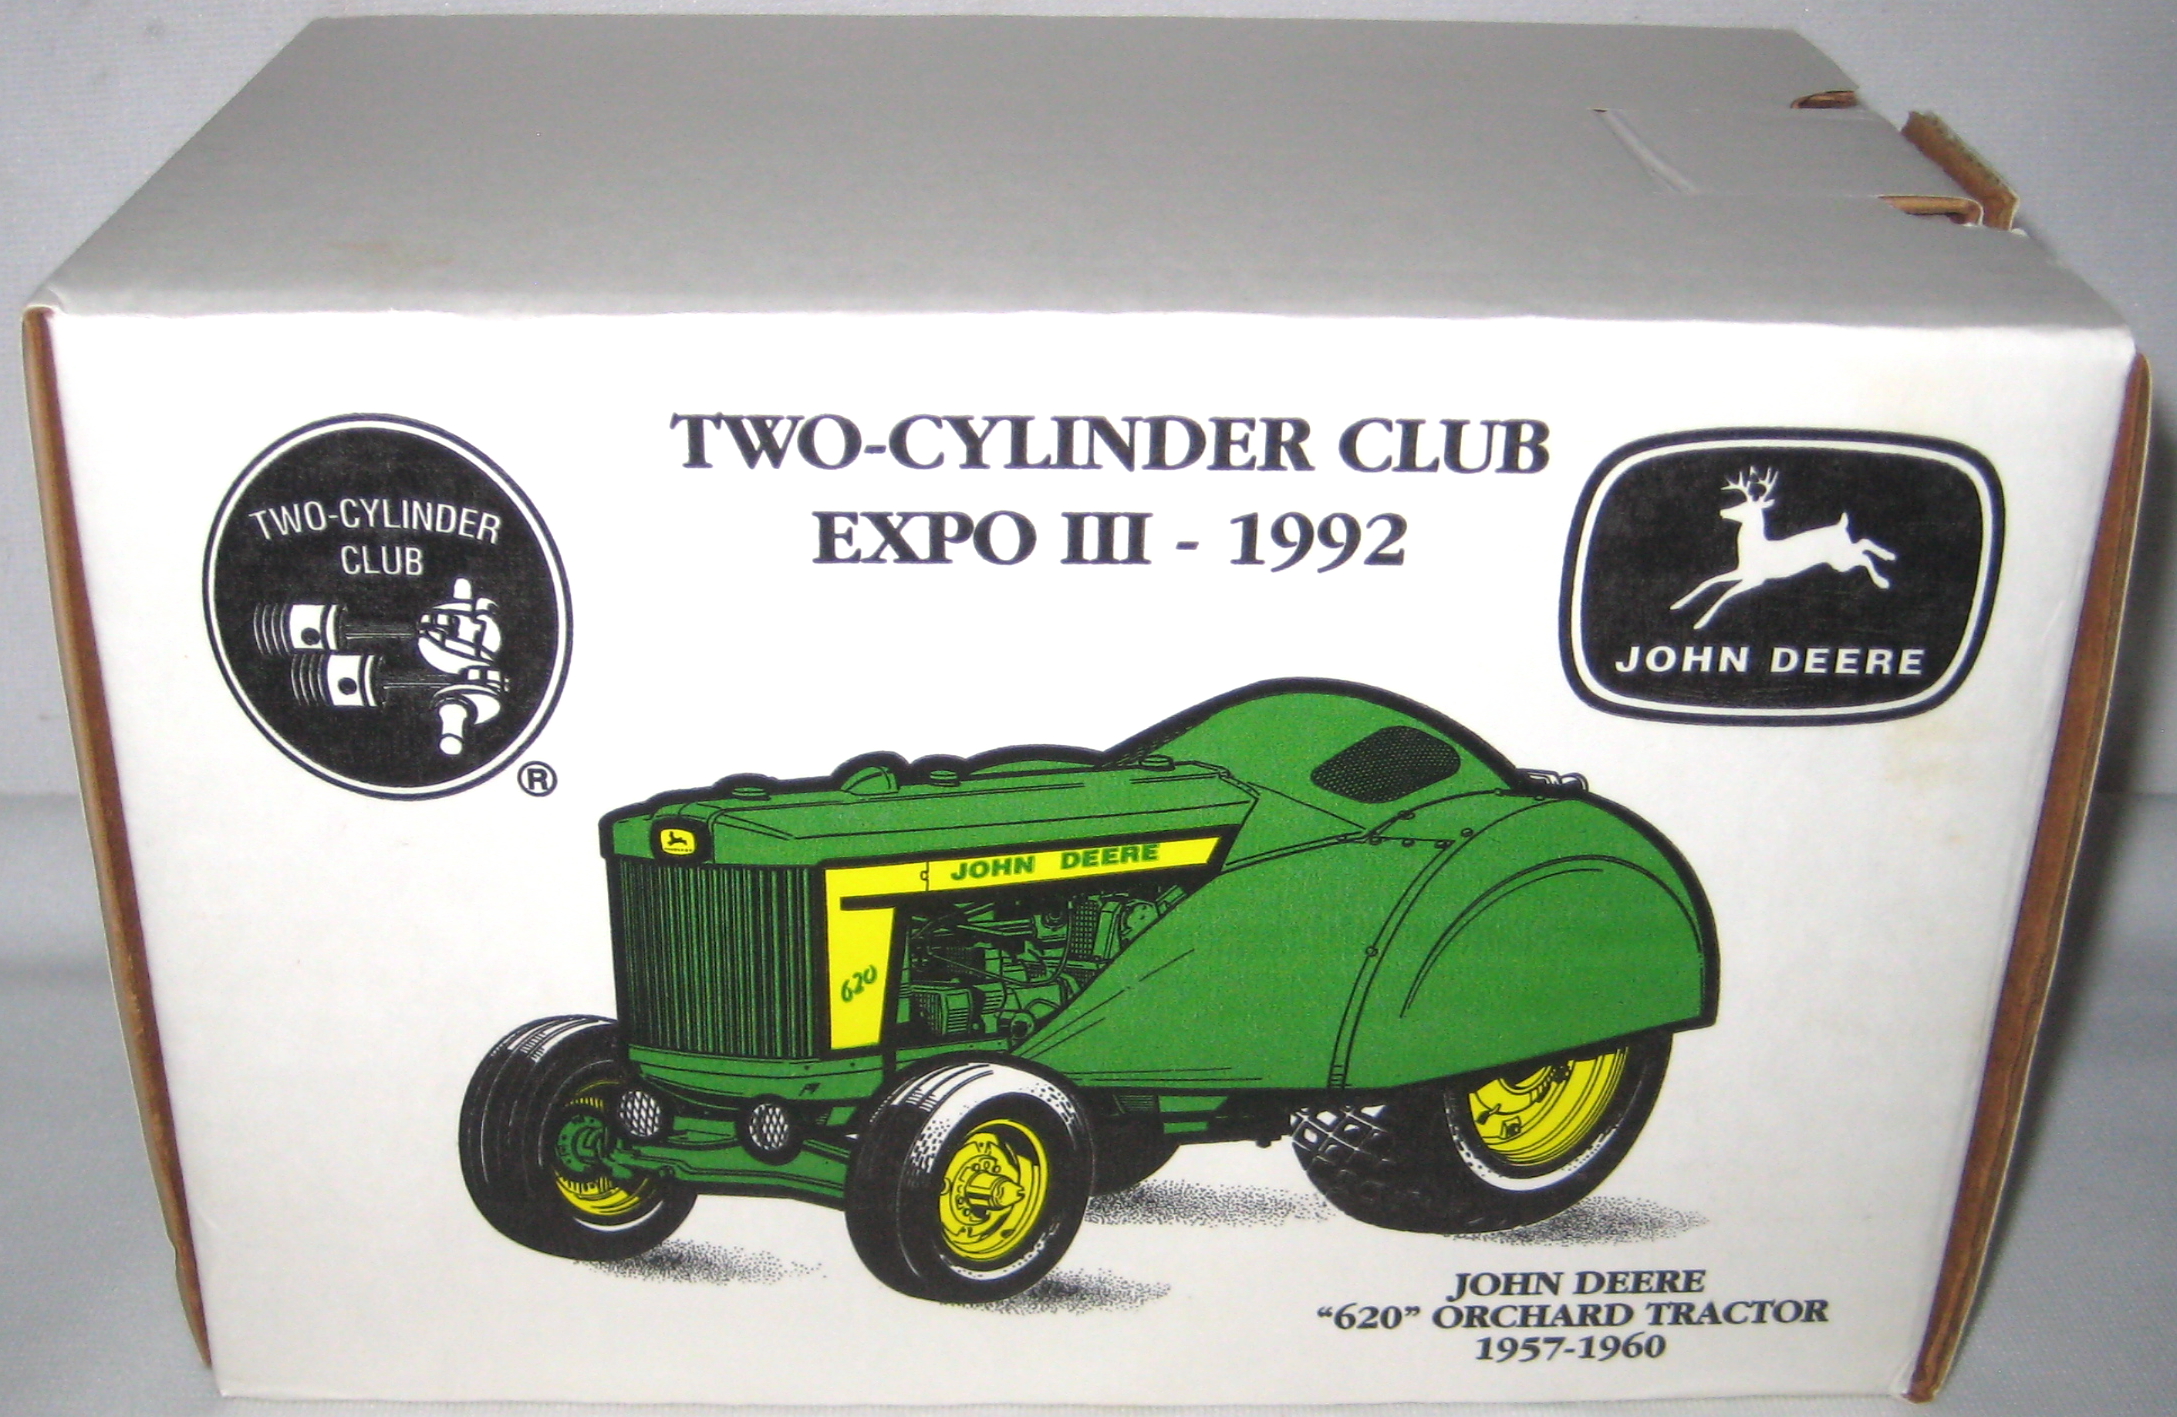 TWO-CYLINDER CLUB
EXPO III - 1992
TWO-CYLINDER
CLUB
®
JOHN DEERE
JOHN DEERE
620
JOHN DEERE
“620” ORCHARD TRACTOR
1957-1960